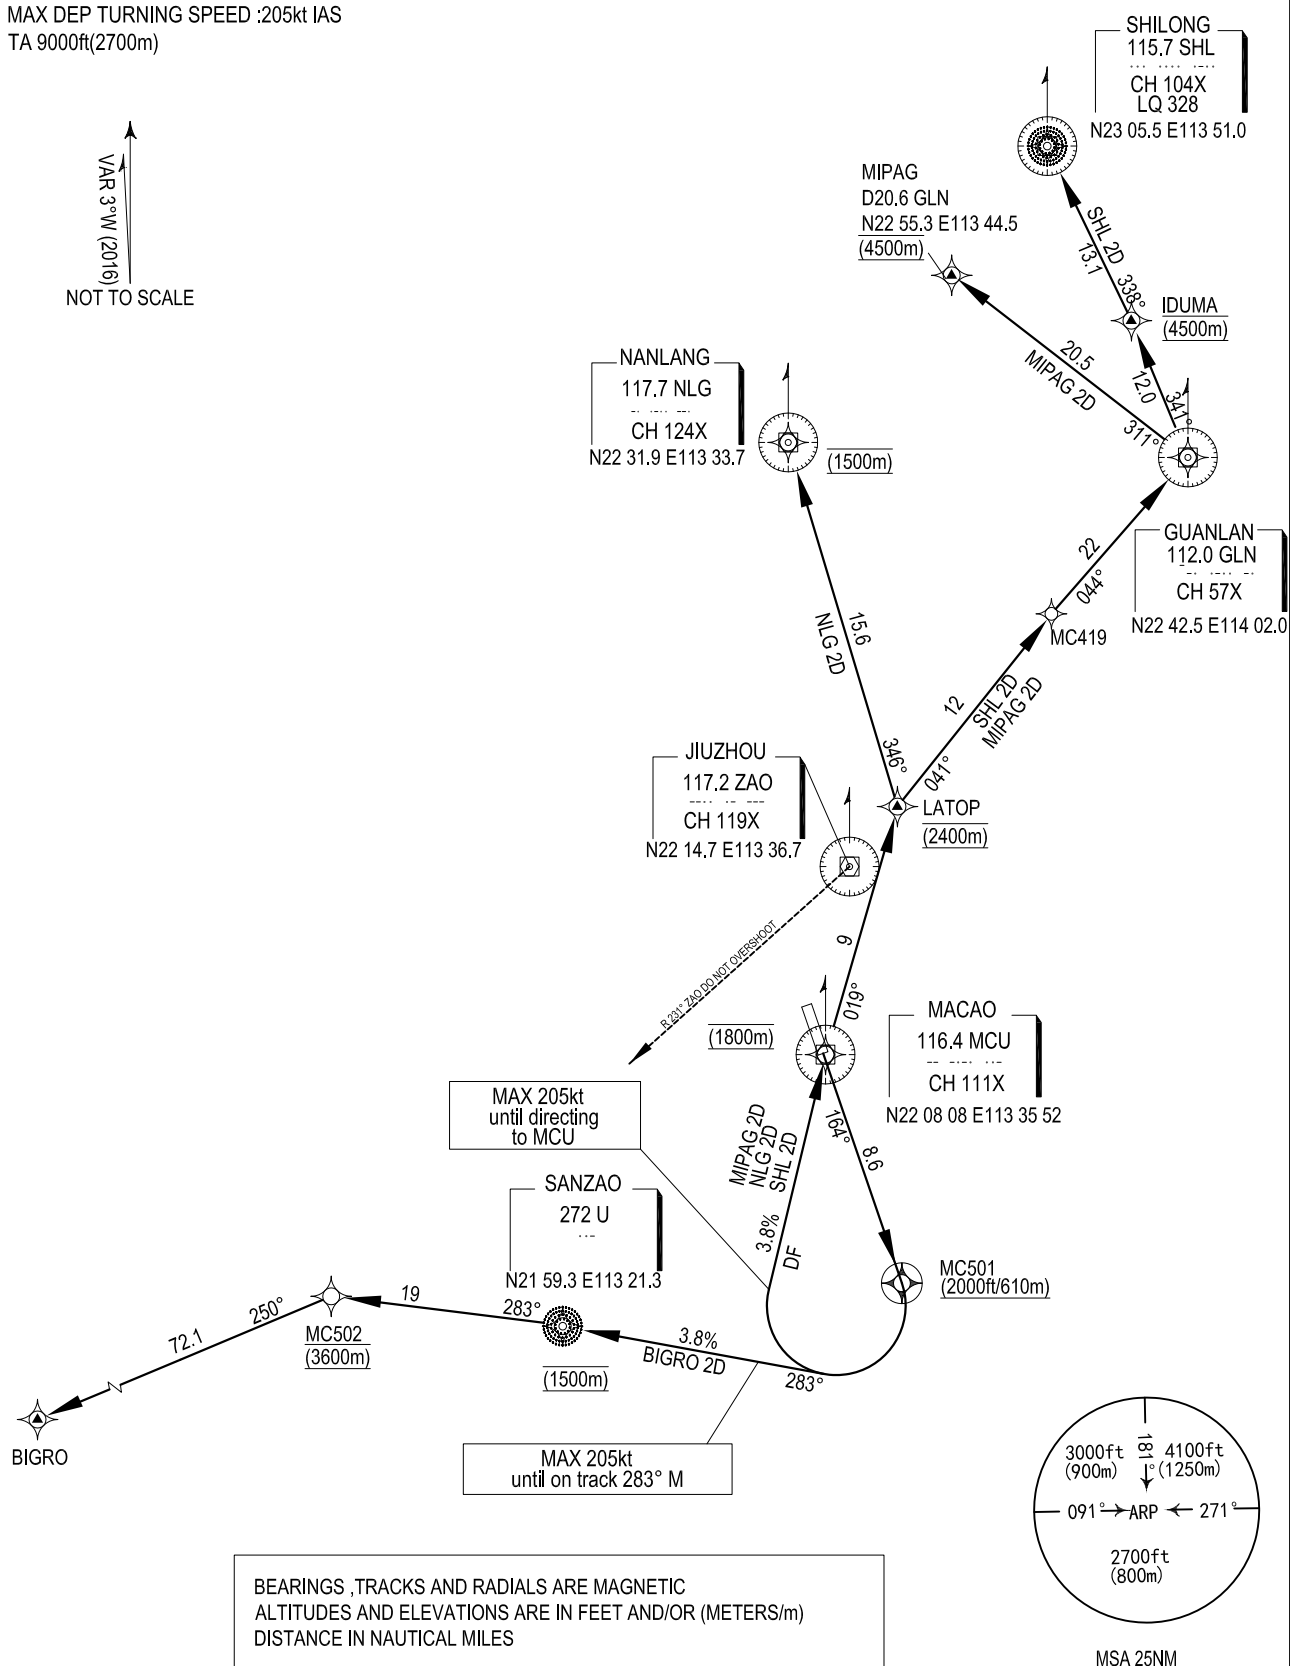 MAX DEP TURNING SPEED :205kt IAS
TA 9000ft(2700m)
VAR 3°W (2016)
NOT TO SCALE
SHILONG
115.7 SHL
CH 104X
LQ 328
N23 05.5 E113 51.0
MIPAG
D20.6 GLN
N22 55.3 E113 44.5
(4500m)
SHL 2D
13.1
338°
IDUMA
(4500m)
20.5
MIPAG 2D
311°
12.0
341°
NANLANG
117.7 NLG
CH 124X
N22 31.9 E113 33.7
(1500m)
GUANLAN
112.0 GLN
CH 57X
N22 42.5 E114 02.0
22
044°
MC419
15.6
NLG 2D
346°
12
SHL 2D
MIPAG 2D
041°
JIUZHOU
117.2 ZAO
CH 119X
N22 14.7 E113 36.7
LATOP
(2400m)
R 231° ZAO DO NOT OVERSHOOT
9
019°
(1800m)
MACAO
116.4 MCU
CH 111X
N22 08 08 E113 35 52
MAX 205kt
until directing
to MCU
MIPAG 2D
NLG 2D
SHL 2D
3.8%
DF
164°
8.6
SANZAO
272 U
N21 59.3 E113 21.3
MC501
(2000ft/610m)
250°
72.1
19
283°
MC502
(3600m)
(1500m)
3.8%
BIGRO 2D
283°
BIGRO
MAX 205kt
until on track 283° M
3000ft
(900m)
181°
4100ft
(1250m)
091°
ARP
271°
2700ft
(800m)
MSA 25NM
BEARINGS ,TRACKS AND RADIALS ARE MAGNETIC
ALTITUDES AND ELEVATIONS ARE IN FEET AND/OR (METERS/m)
DISTANCE IN NAUTICAL MILES